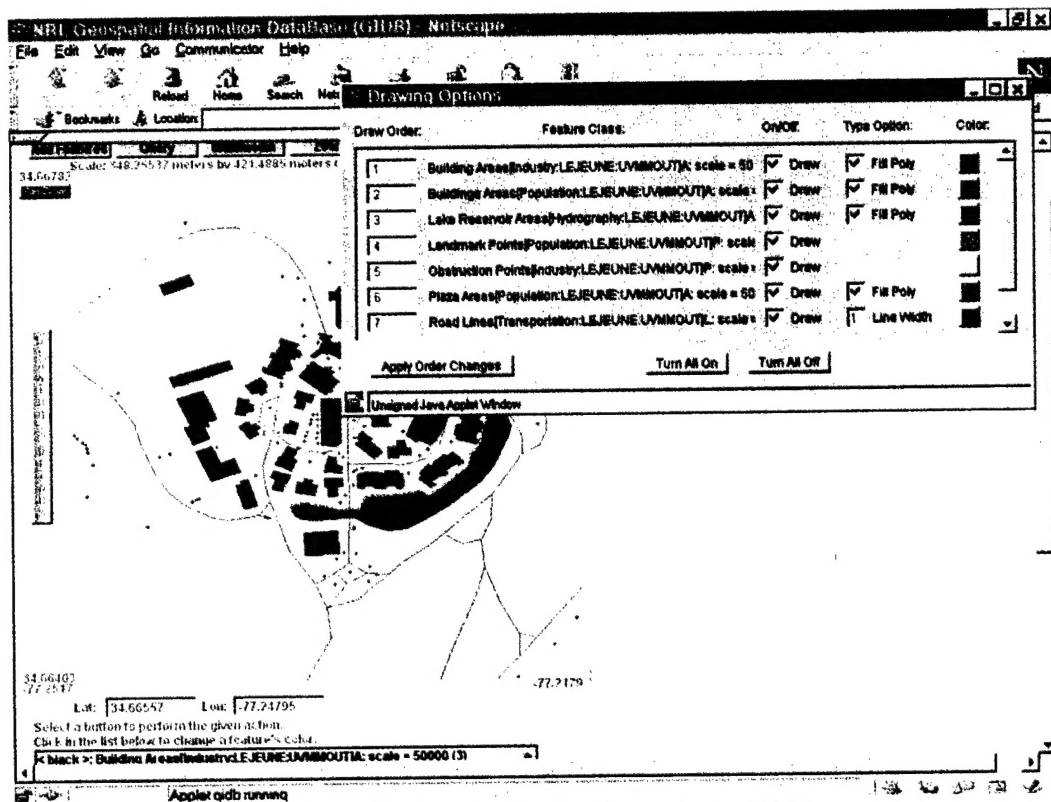 NRL Geospatial Information DataBase (GIDB) - Netscape
File Edit View Go Communicator Help
Reload Home Search
Bookmarks Location:
Scale: 348.25537 meters by 421.4885 meters
34.66783
Drawing Options
Draw Order: Feature Class: On/Off: Type Option: Color:
1 Building Areas|Industry:LEJEUNE:UVMMOUT|A: scale = 50 Draw Fill Poly
2 Buildings Areas|Population:LEJEUNE:UVMMOUT|A: scale = Draw Fill Poly
3 Lake Reservoir Areas|Hydrography:LEJEUNE:UVMMOUT|A Draw Fill Poly
4 Landmark Points|Population:LEJEUNE:UVMMOUT|P: scale Draw
5 Obstruction Points|Industry:LEJEUNE:UVMMOUT|P: scale = Draw
6 Plaza Areas|Population:LEJEUNE:UVMMOUT|A: scale = 50 Draw Fill Poly
7 Road Lines|Transportation:LEJEUNE:UVMMOUT|L: scale = Draw 1 Line Width
Apply Order Changes Turn All On Turn All Off
Unsigned Java Applet Window
-77.2479
Lat: 34.66557 Lon: -77.24795
Select a button to perform the given action.
Click in the list below to change a feature's color.
< black >: Building Areas|Industry:LEJEUNE:UVMMOUT|A: scale = 50000 (3)
Applet gidb running